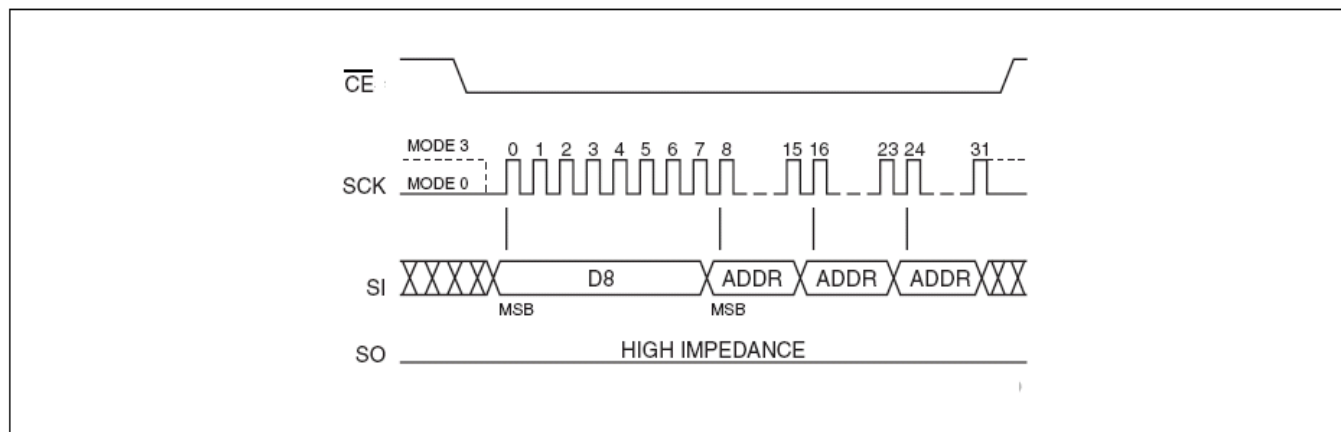 CE
MODE 3
0 1 2 3 4 5 6 7 8 15 16 23 24 31
SCK MODE 0
SI D8 ADDR ADDR ADDR
MSB MSB
SO HIGH IMPEDANCE